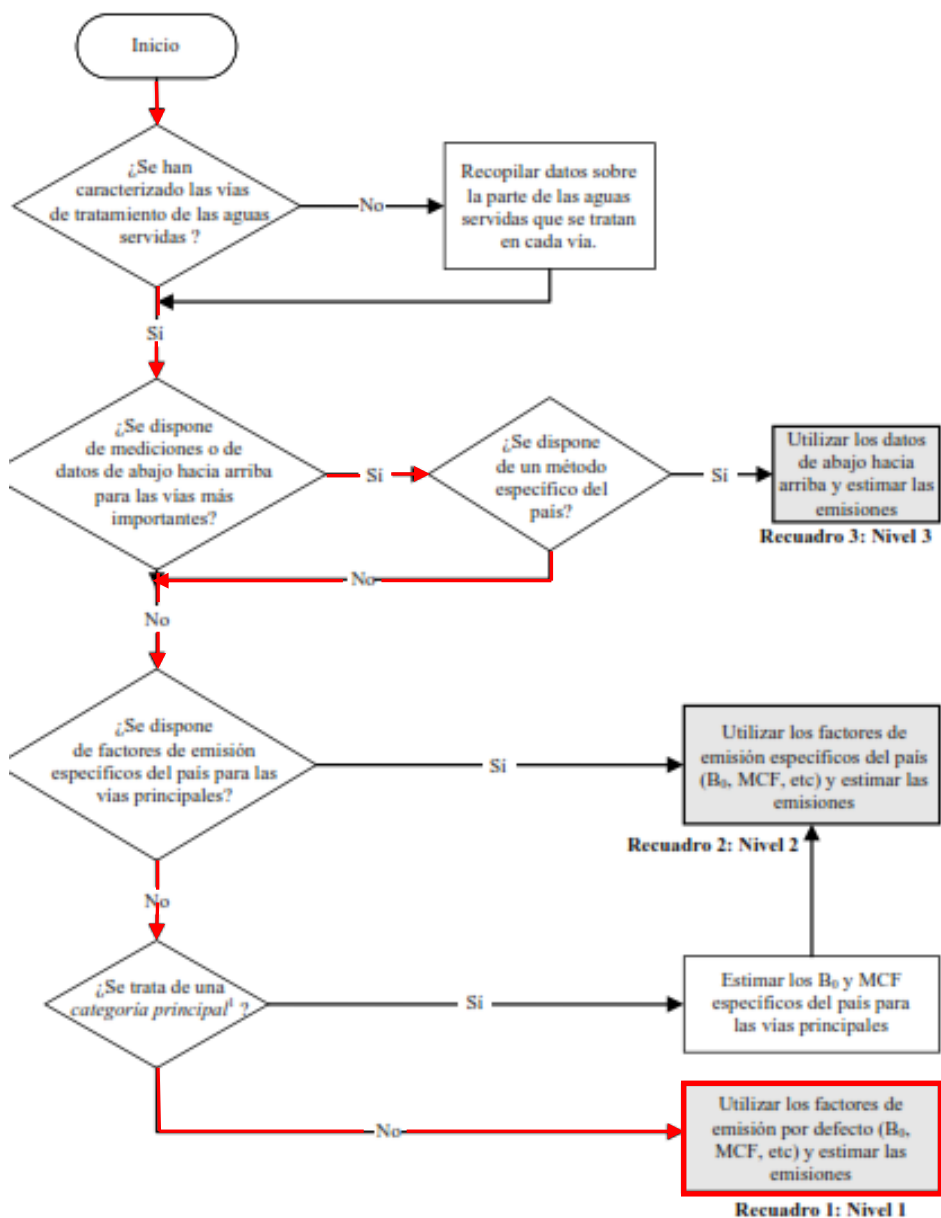 Inicio
¿Se han
caracterizado las vías
de tratamiento de las aguas
servidas ?
No
Recopilar datos sobre
la parte de las aguas
servidas que se tratan
en cada vía.
Sí
¿Se dispone
de mediciones o de
datos de abajo hacia arriba
para las vías más
importantes?
Sí
¿Se dispone
de un método
específico del
país?
Sí
Utilizar los datos
de abajo hacia
arriba y estimar las
emisiones
Recuadro 3: Nivel 3
No
No
¿Se dispone
de factores de emisión
específicos del país para las
vías principales?
Sí
Utilizar los factores de
emisión específicos del país
(B₀, MCF, etc) y estimar las
emisiones
Recuadro 2: Nivel 2
No
¿Se trata de una
categoría principal¹ ?
Sí
Estimar los B₀ y MCF
específicos del país para
las vías principales
No
Utilizar los factores de
emisión por defecto (B₀,
MCF, etc) y estimar las
emisiones
Recuadro 1: Nivel 1